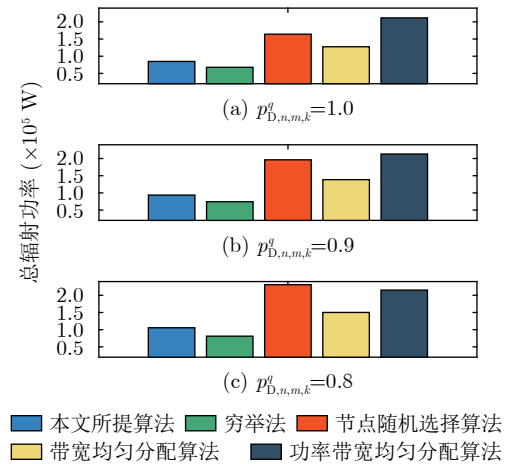 总辐射功率 (×10⁵ W)
2.0
1.5
1.0
0.5
(a) p^q_{D,n,m,k}=1.0
2.0
1.5
1.0
0.5
(b) p^q_{D,n,m,k}=0.9
2.0
1.5
1.0
0.5
(c) p^q_{D,n,m,k}=0.8
本文所提算法 穷举法 节点随机选择算法
带宽均匀分配算法 功率带宽均匀分配算法